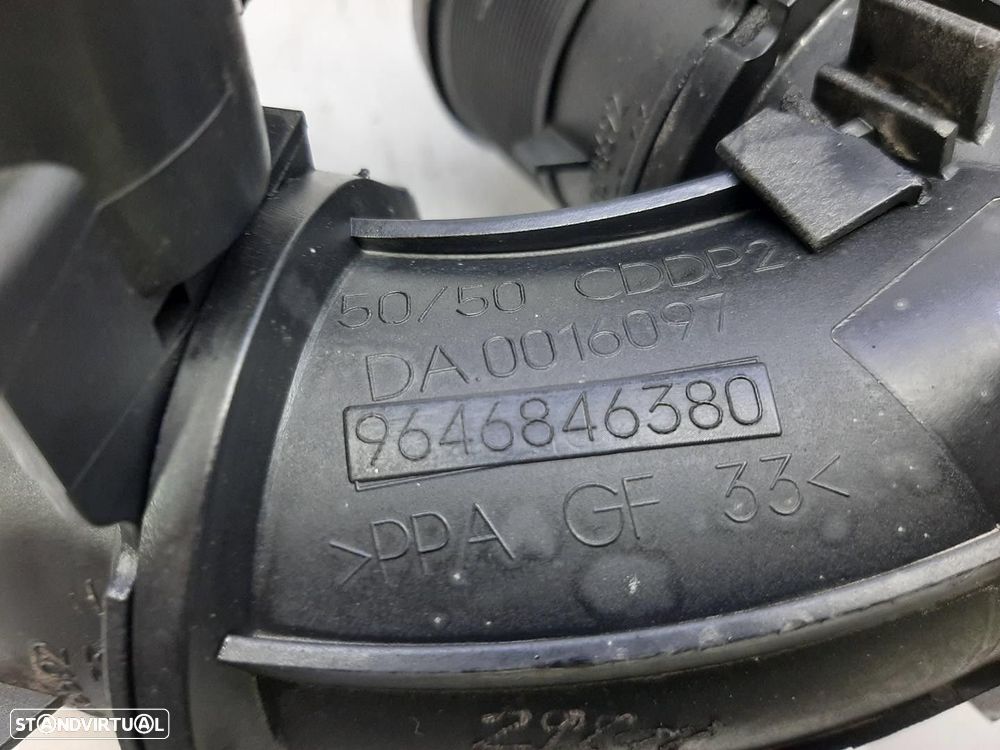 50/50 CDDP2
DA.0016097
9646846380
>PPA GF 33<
STANDVIRTUAL